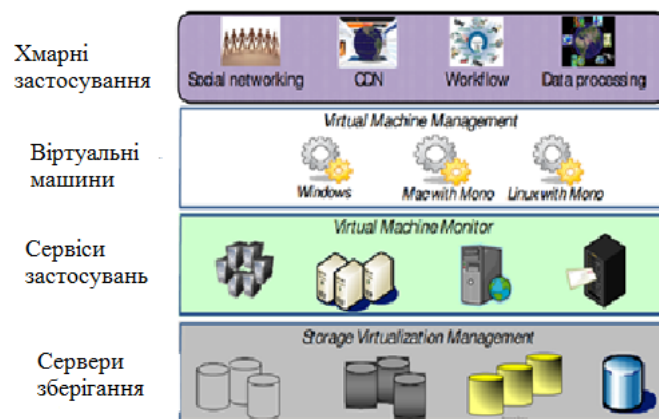 Хмарні
застосування
Social networking
CDN
Workflow
Data processing
Віртуальні
машини
Virtual Machine Management
Windows
Mac with Mono
Linux with Mono
Сервіси
застосувань
Virtual Machine Monitor
Сервери
зберігання
Storage Virtualization Management